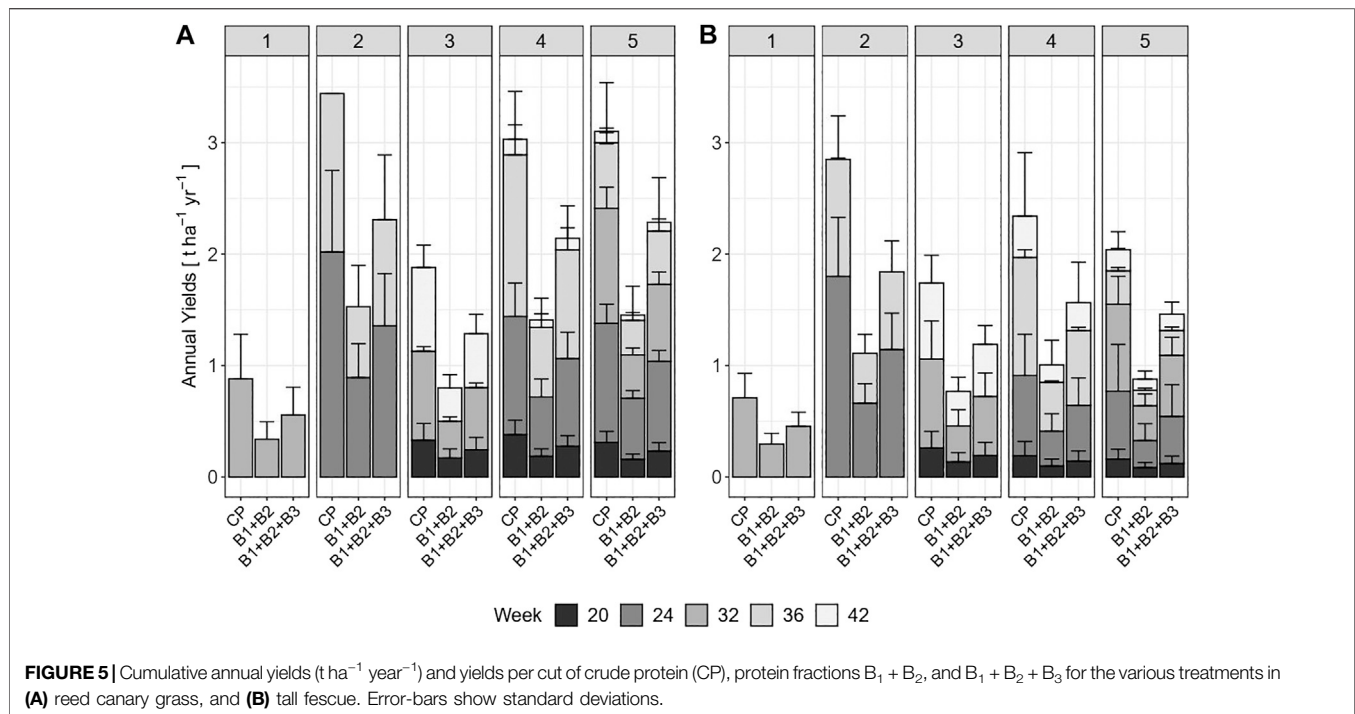 A
1 2 3 4 5
B
1 2 3 4 5
Annual Yields [ t ha⁻¹ yr⁻¹ ]
3
2
1
0
CP B1+B2 B1+B2+B3 CP B1+B2 B1+B2+B3 CP B1+B2 B1+B2+B3 CP B1+B2 B1+B2+B3 CP B1+B2 B1+B2+B3
3
2
1
0
CP B1+B2 B1+B2+B3 CP B1+B2 B1+B2+B3 CP B1+B2 B1+B2+B3 CP B1+B2 B1+B2+B3 CP B1+B2 B1+B2+B3
Week 20 24 32 36 42
FIGURE 5 | Cumulative annual yields (t ha⁻¹ year⁻¹) and yields per cut of crude protein (CP), protein fractions B₁ + B₂, and B₁ + B₂ + B₃ for the various treatments in
(A) reed canary grass, and (B) tall fescue. Error-bars show standard deviations.